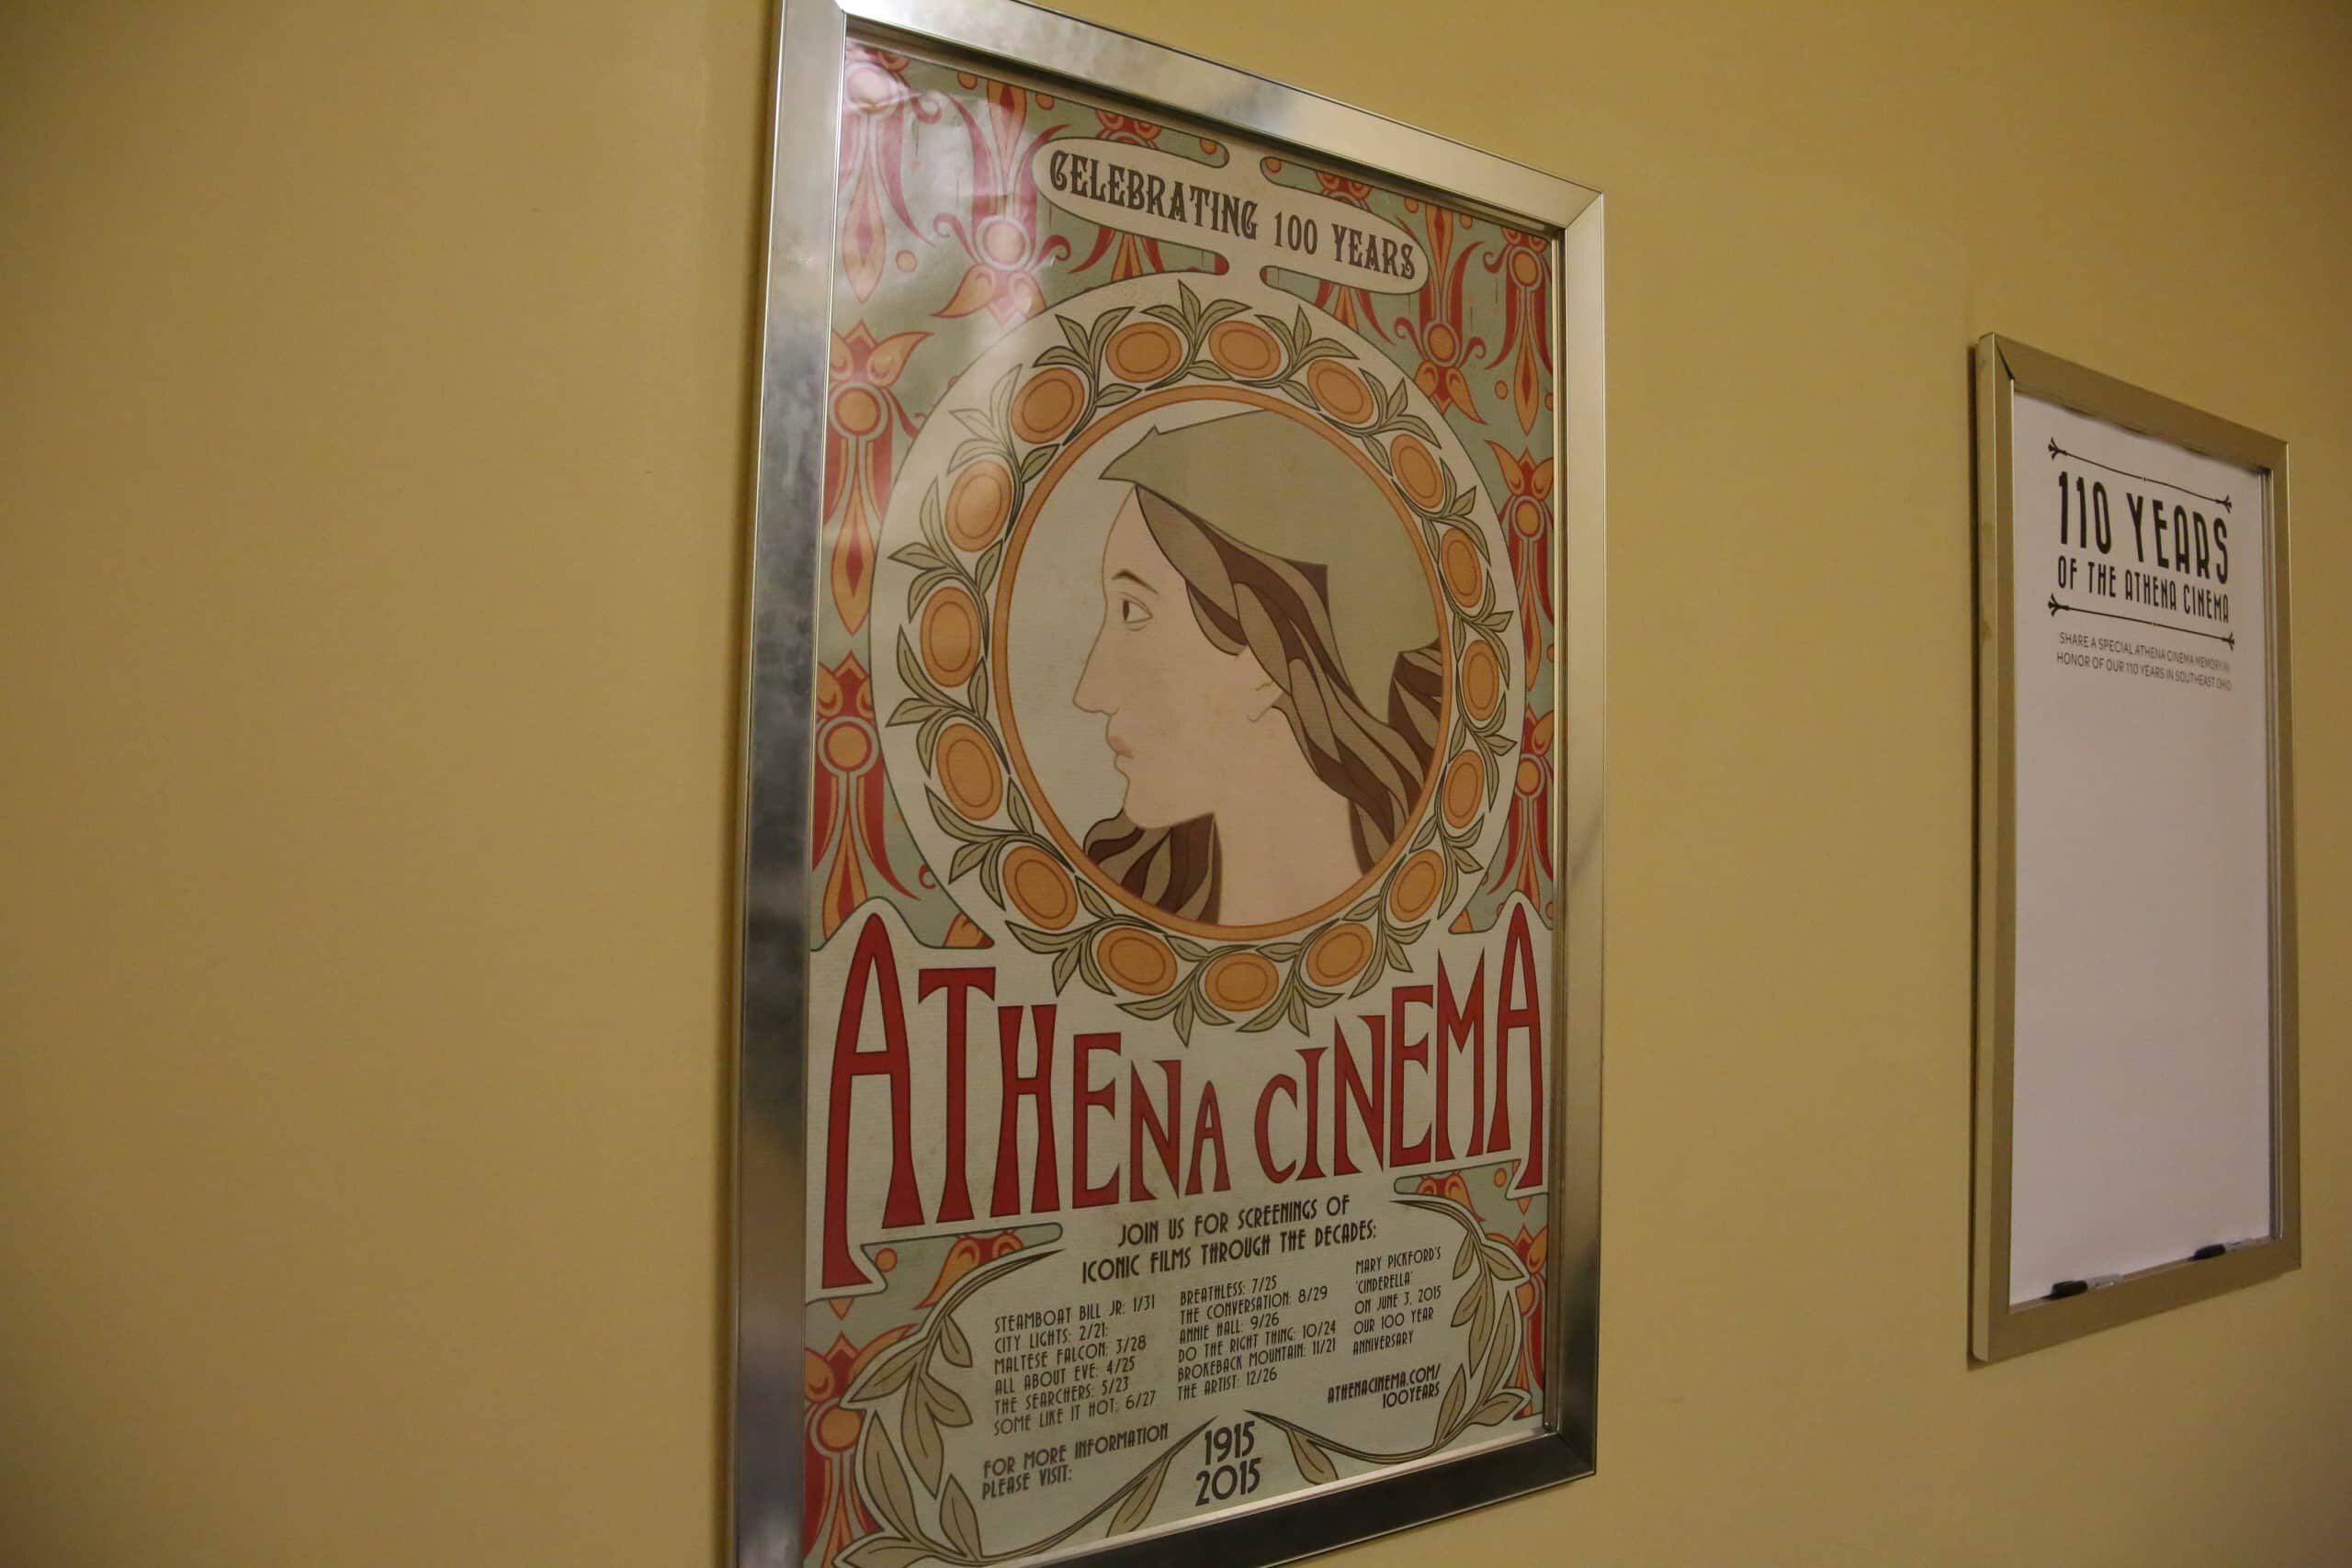 CELEBRATING 100 YEARS
ATHENA CINEMA
JOIN US FOR SCREENINGS OF
ICONIC FILMS THROUGH THE DECADES:
STEAMBOAT BILL JR: 1/31
CITY LIGHTS: 2/21:
MALTESE FALCON: 3/28
ALL ABOUT EVE: 4/25
THE SEARCHERS: 5/23
SOME LIKE IT HOT: 6/27
BREATHLESS: 7/25
THE CONVERSATION: 8/29
ANNIE HALL: 9/26
DO THE RIGHT THING: 10/24
BROKEBACK MOUNTAIN: 11/21
THE ARTIST: 12/26
MARY PICKFORD'S
'CINDERELLA'
ON JUNE 3, 2015
OUR 100 YEAR
ANNIVERSARY
FOR MORE INFORMATION
PLEASE VISIT:
ATHENACINEMA.COM/
100YEARS
1915
2015
110 YEARS
OF THE ATHENA CINEMA
SHARE A SPECIAL ATHENA CINEMA MEMORY IN
HONOR OF OUR 110 YEARS IN SOUTHEAST OHIO